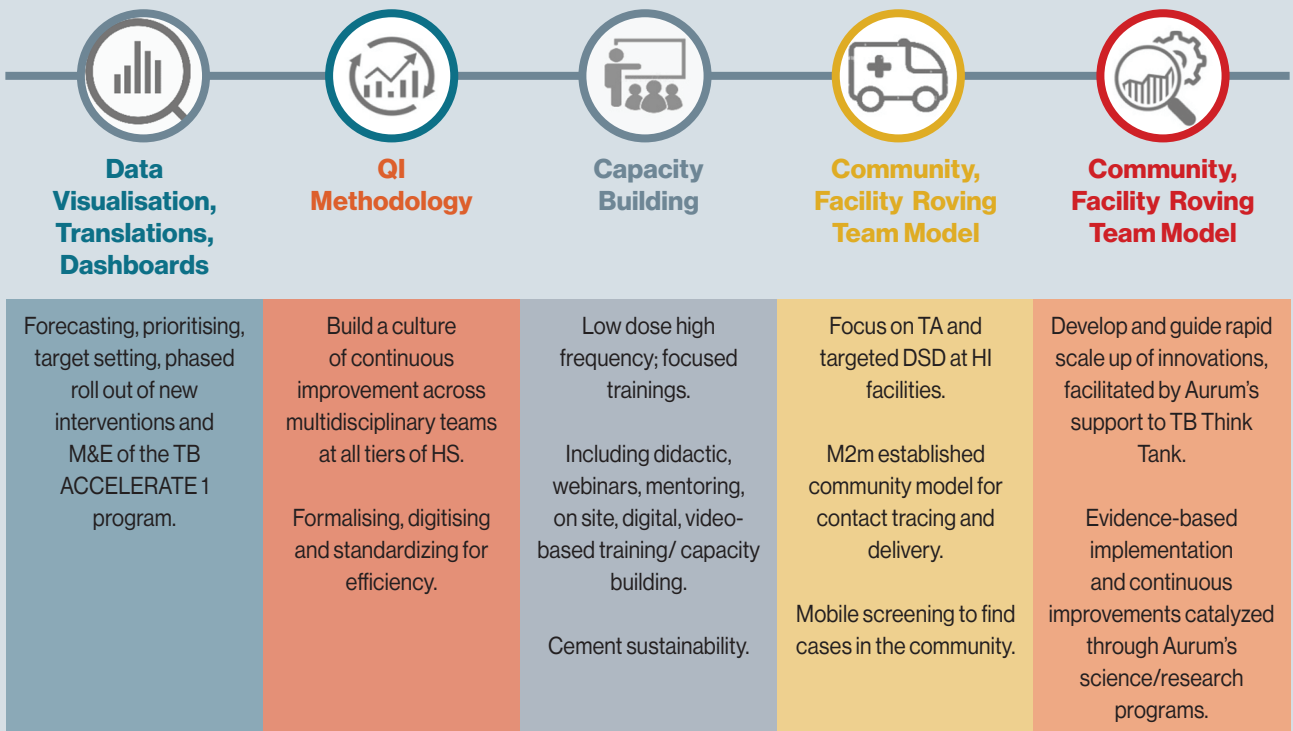 Data
Visualisation,
Translations,
Dashboards
QI
Methodology
Capacity
Building
Community,
Facility Roving
Team Model
Community,
Facility Roving
Team Model
Forecasting, prioritising,
target setting, phased
roll out of new
interventions and
M&E of the TB
ACCELERATE 1
program.
Build a culture
of continuous
improvement across
multidisciplinary teams
at all tiers of HS.
Formalising, digitising
and standardizing for
efficiency.
Low dose high
frequency; focused
trainings.
Including didactic,
webinars, mentoring,
on site, digital, video-
based training/ capacity
building.
Cement sustainability.
Focus on TA and
targeted DSD at HI
facilities.
M2m established
community model for
contact tracing and
delivery.
Mobile screening to find
cases in the community.
Develop and guide rapid
scale up of innovations,
facilitated by Aurum's
support to TB Think
Tank.
Evidence-based
implementation
and continuous
improvements catalyzed
through Aurum's
science/research
programs.